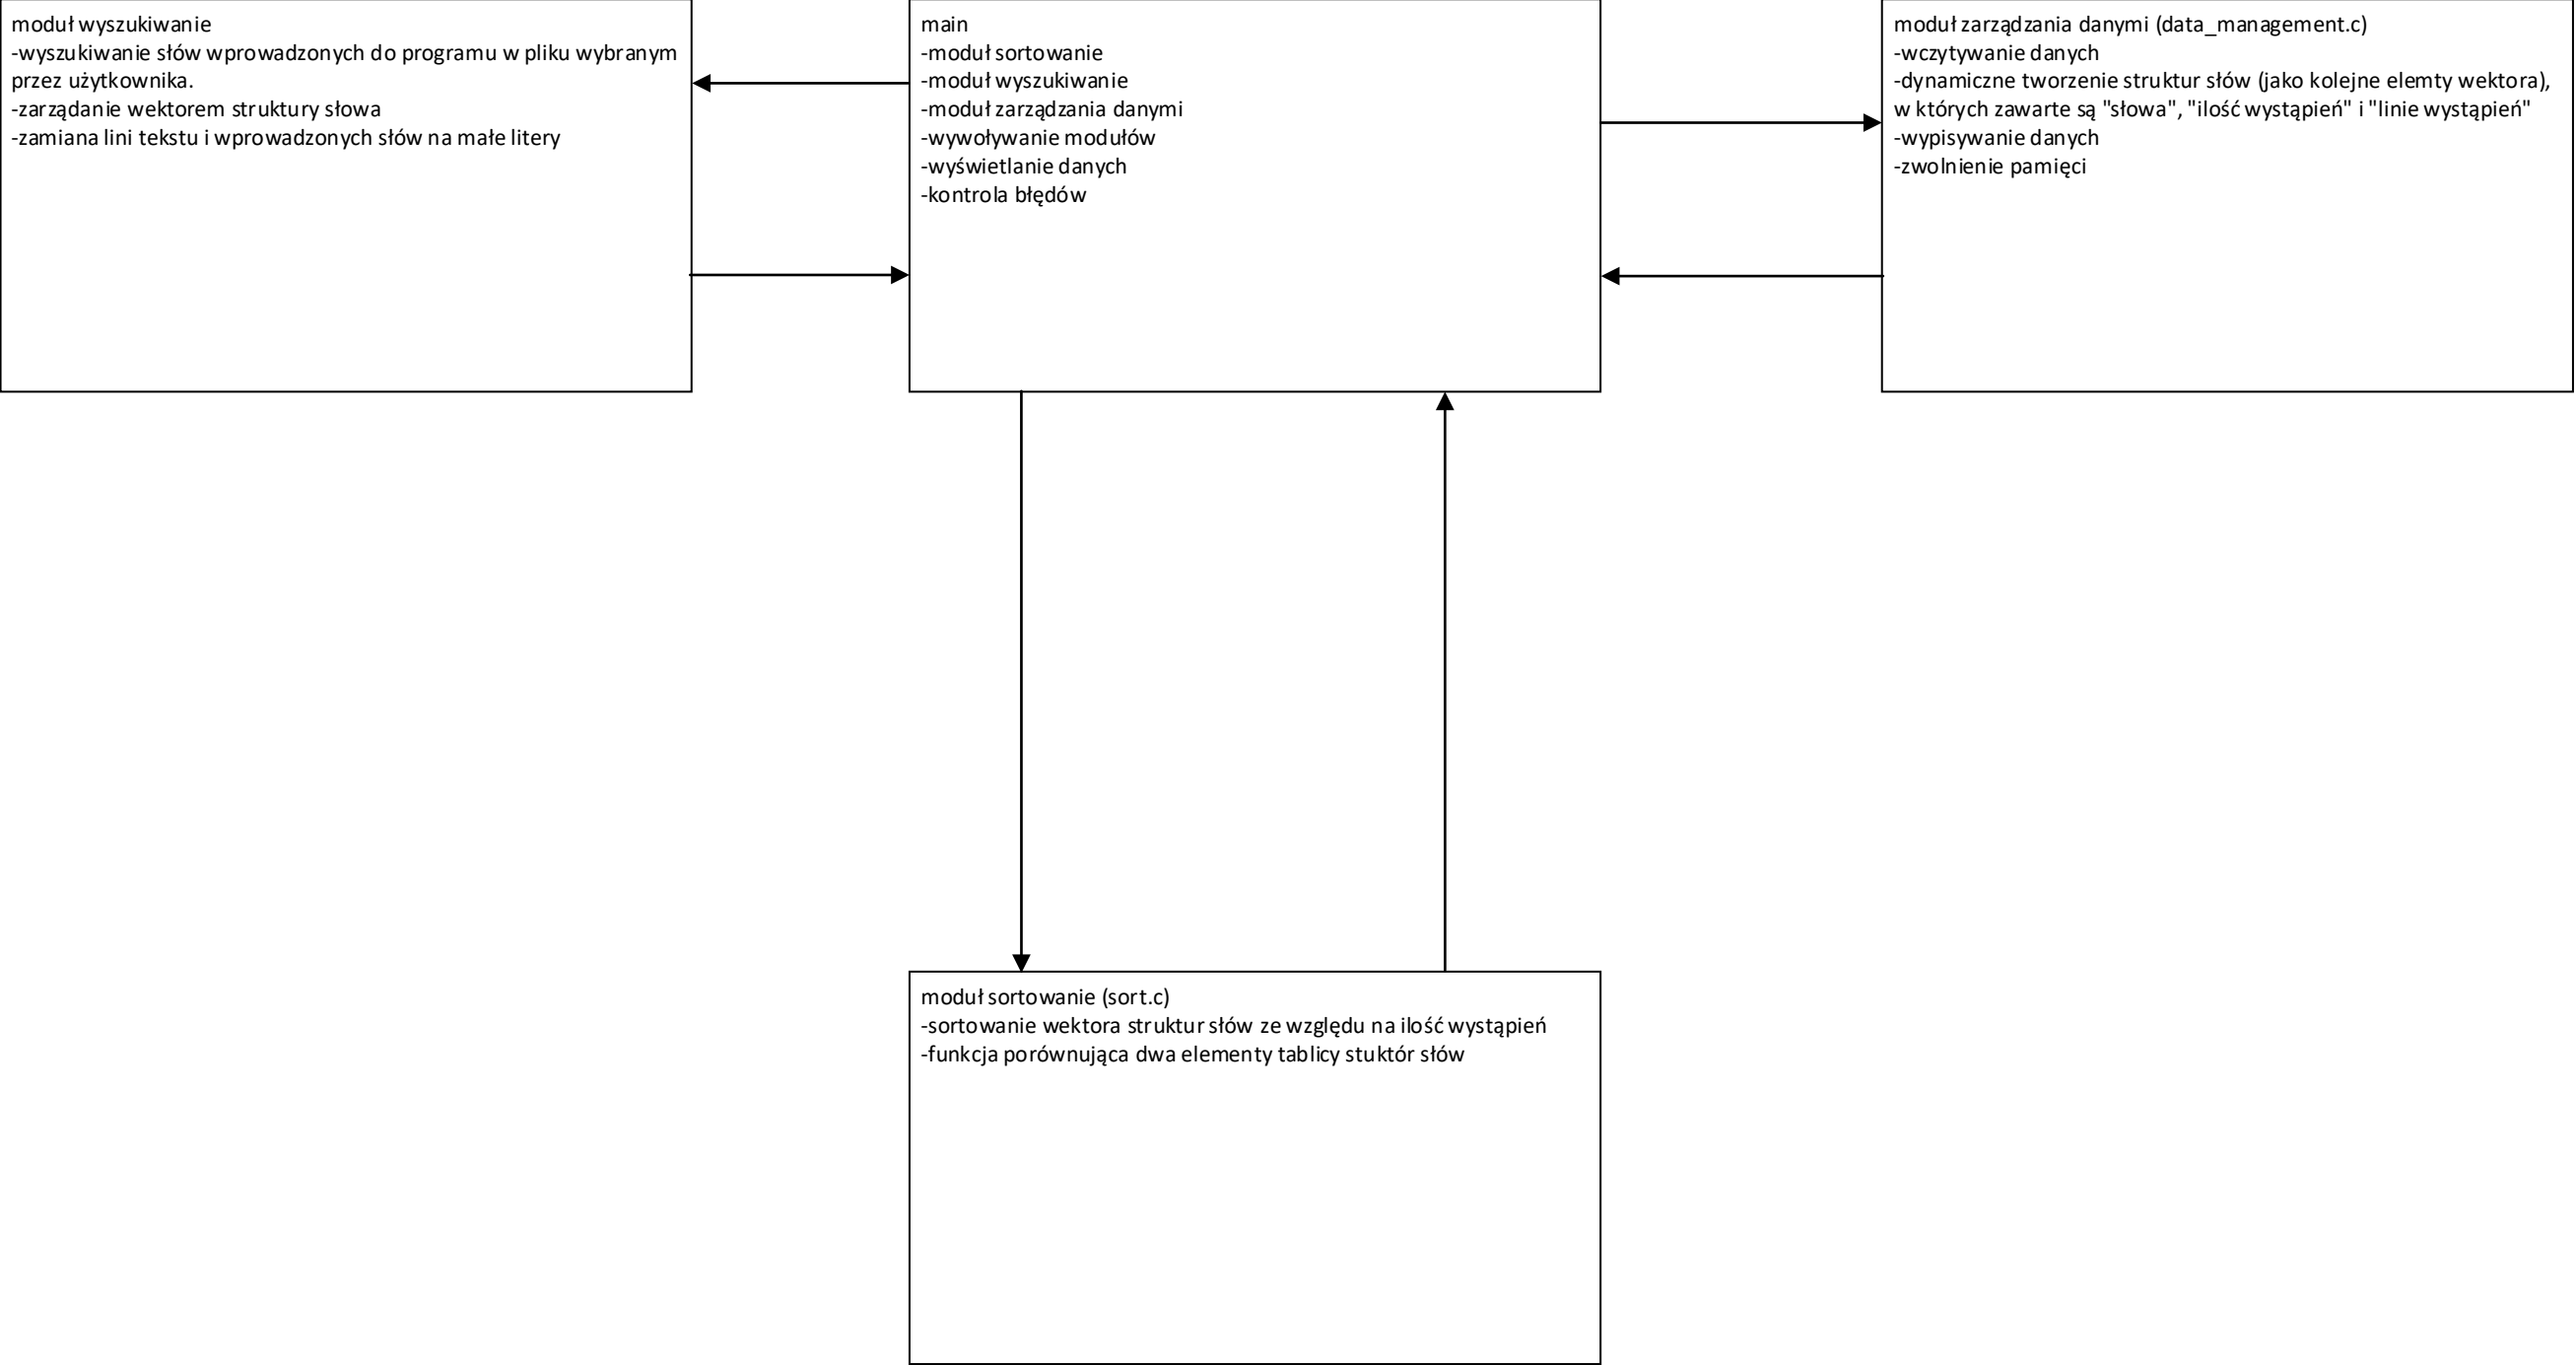 moduł wyszukiwanie
-wyszukiwanie słów wprowadzonych do programu w pliku wybranym
przez użytkownika.
-zarządanie wektorem struktury słowa
-zamiana lini tekstu i wprowadzonych słów na małe litery
main
-moduł sortowanie
-moduł wyszukiwanie
-moduł zarządzania danymi
-wywoływanie modułów
-wyświetlanie danych
-kontrola błędów
moduł zarządzania danymi (data_management.c)
-wczytywanie danych
-dynamiczne tworzenie struktur słów (jako kolejne elemty wektora),
w których zawarte są "słowa", "ilość wystąpień" i "linie wystąpień"
-wypisywanie danych
-zwolnienie pamięci
moduł sortowanie (sort.c)
-sortowanie wektora struktur słów ze względu na ilość wystąpień
-funkcja porównująca dwa elementy tablicy stuktór słów